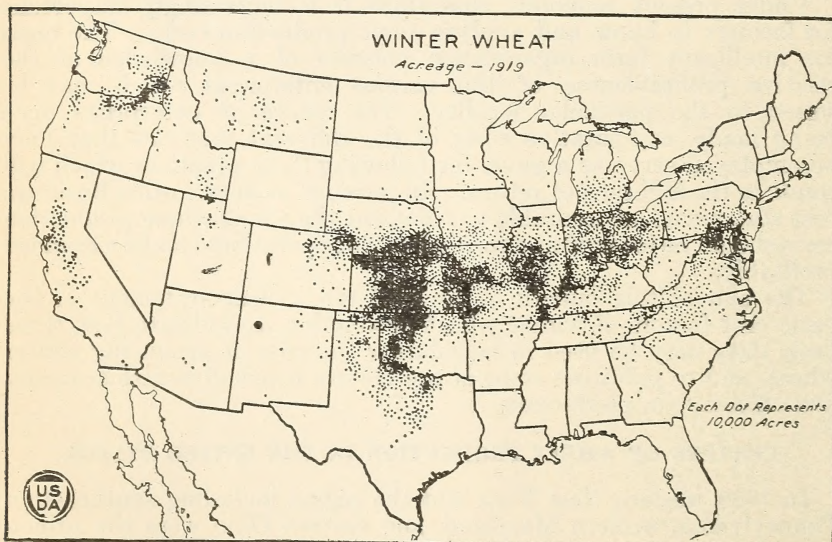 WINTER WHEAT
Acreage – 1919
Each Dot Represents
10,000 Acres
US
DA